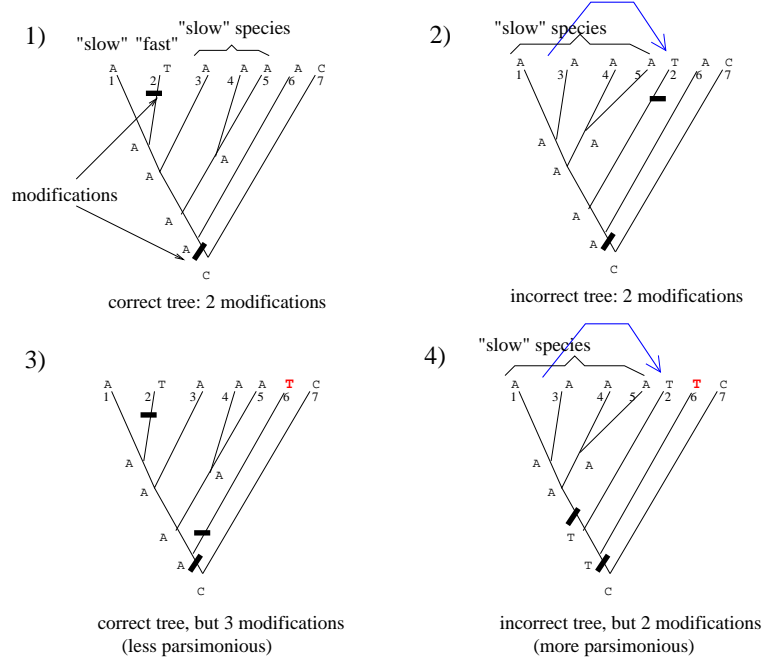 1)
"slow" "fast"
"slow" species
A T A A A A C
1 2 3 4 5 6 7
A
A
A
A
A
C
modifications
correct tree: 2 modifications
2)
"slow" species
A A A A T A C
1 3 4 5 2 6 7
A
A
A
A
A
C
incorrect tree: 2 modifications
3)
A T A A A T C
1 2 3 4 5 6 7
A
A
A
A
A
C
correct tree, but 3 modifications
(less parsimonious)
4)
"slow" species
A A A A T T C
1 3 4 5 2 6 7
A
A
A
T
T
C
incorrect tree, but 2 modifications
(more parsimonious)